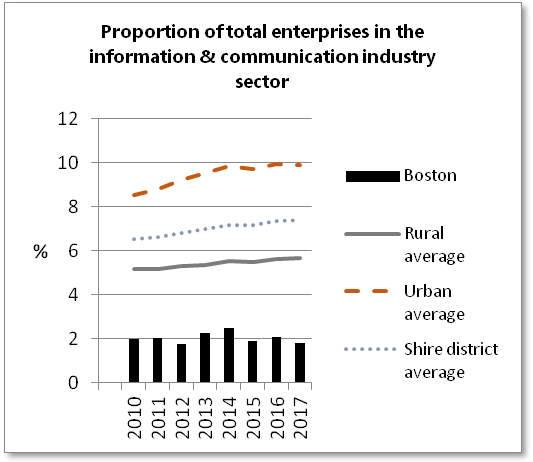 Proportion of total enterprises in the
information & communication industry
sector
12
10
8
6
4
2
0
%
2010
2011
2012
2013
2014
2015
2016
2017
Boston
Rural
average
Urban
average
Shire district
average